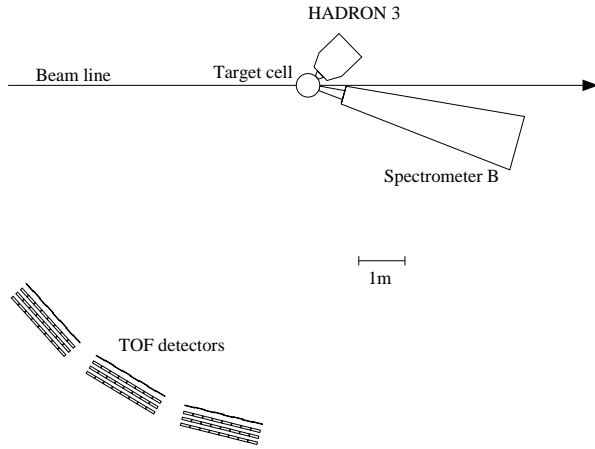 HADRON 3
Target cell
Beam line
Spectrometer B
1m
TOF detectors